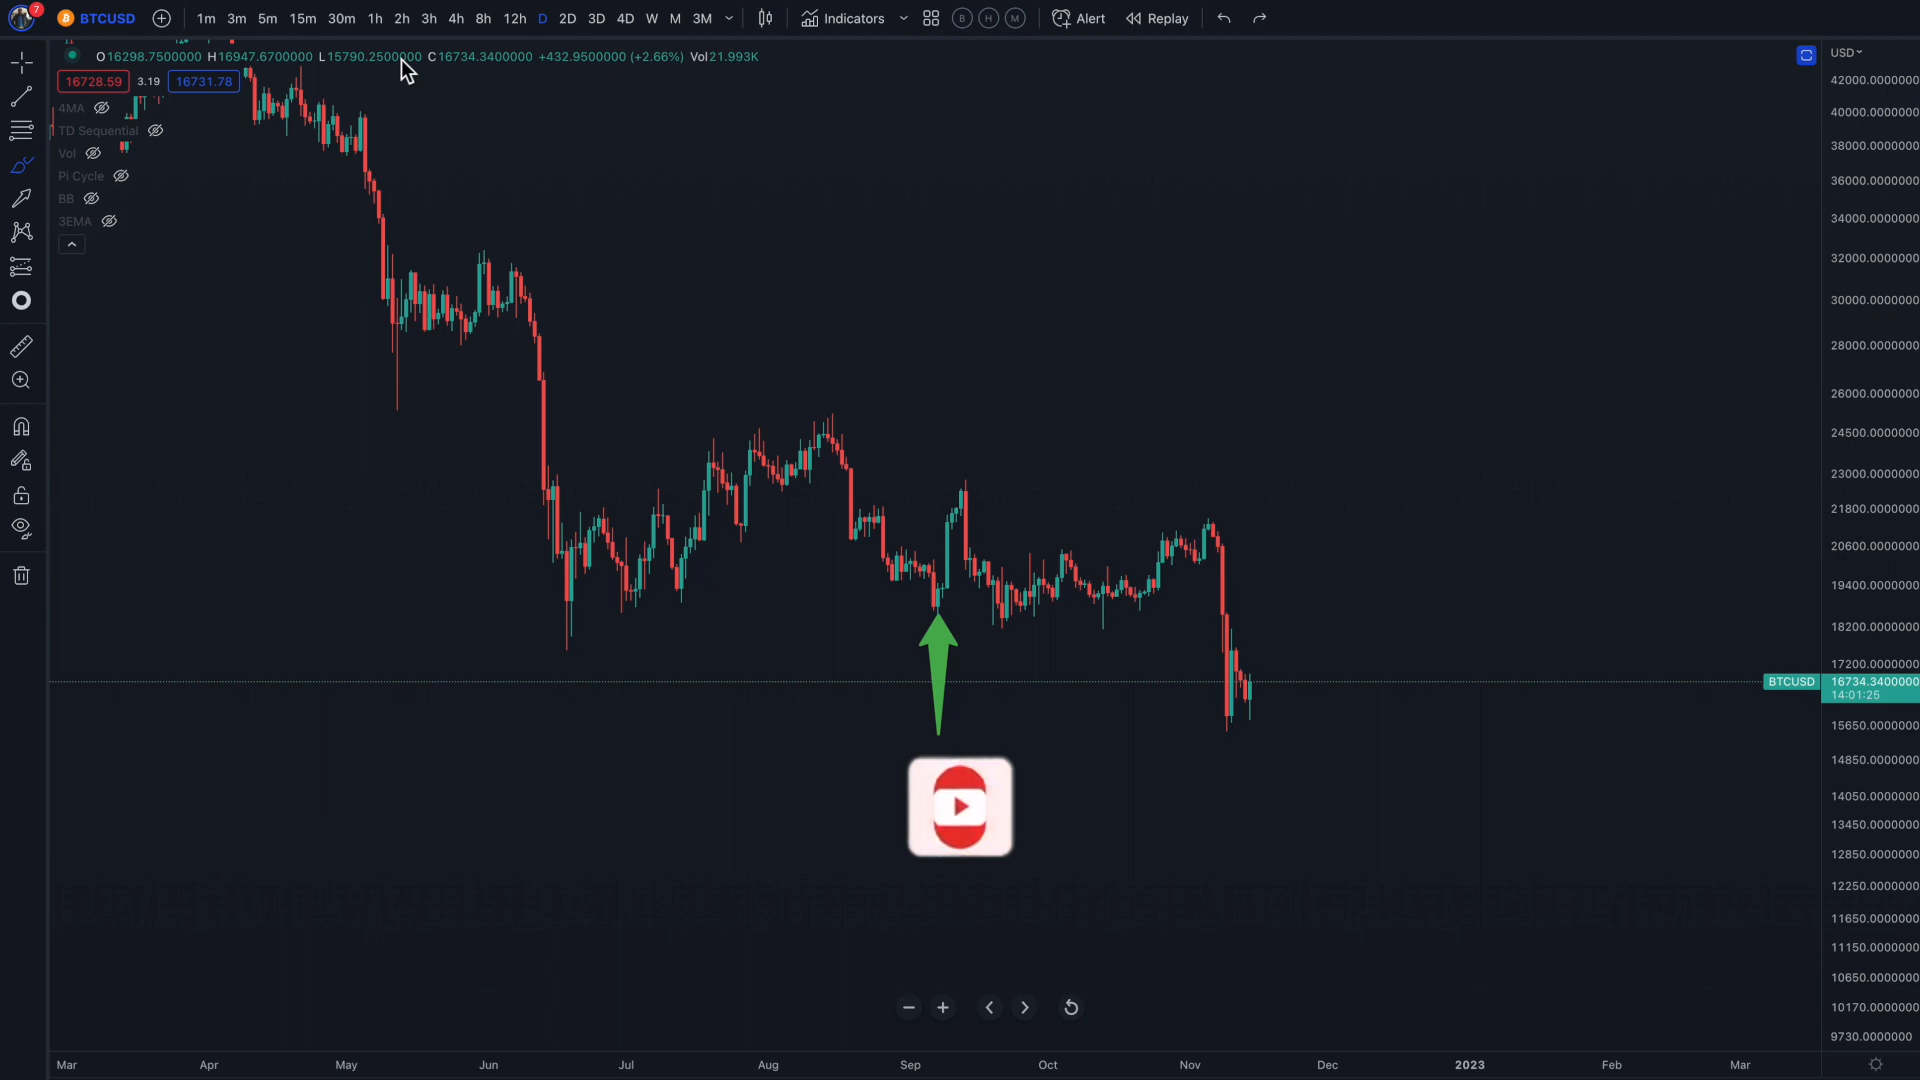 7 BTCUSD 1m 3m 5m 15m 30m 1h 2h 3h 4h 8h 12h D 2D 3D 4D W M 3M Indicators B H M Alert Replay
O16298.7500000 H16947.6700000 L15790.2500000 C16734.3400000 +432.9500000 (+2.66%) Vol21.993K
USD
16728.59 3.19 16731.78
4MA
TD Sequential
Vol
Pi Cycle
BB
3EMA
42000.0000000
40000.0000000
38000.0000000
36000.0000000
34000.0000000
32000.0000000
30000.0000000
28000.0000000
26000.0000000
24500.0000000
23000.0000000
21800.0000000
20600.0000000
19400.0000000
18200.0000000
17200.0000000
BTCUSD 16734.3400000
14:01:25
15650.0000000
14850.0000000
14050.0000000
13450.0000000
12850.0000000
12250.0000000
11650.0000000
11150.0000000
10650.0000000
10170.0000000
9730.0000000
Mar Apr May Jun Jul Aug Sep Oct Nov Dec 2023 Feb Mar